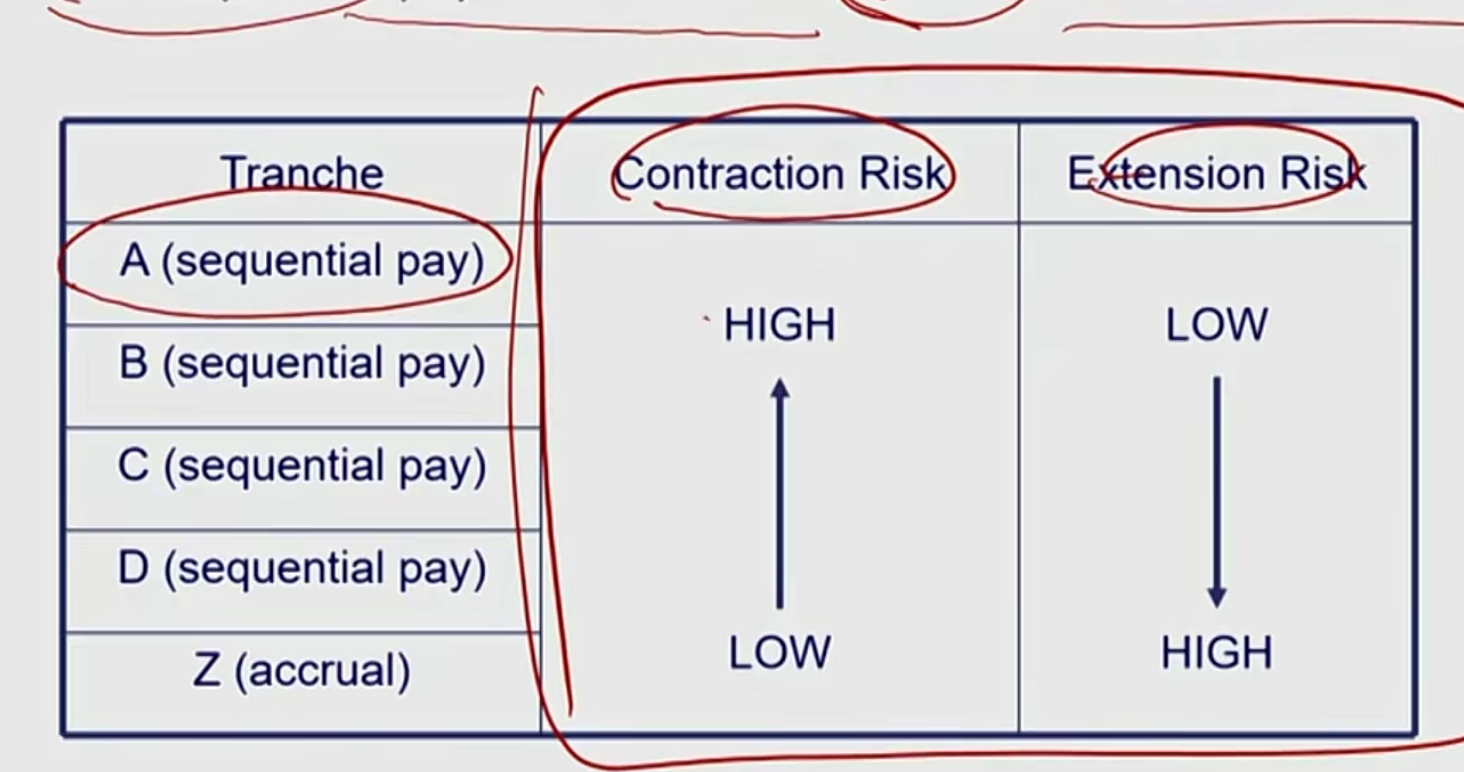 Tranche Contraction Risk Extension Risk
A (sequential pay)
HIGH LOW
B (sequential pay)
C (sequential pay)
D (sequential pay)
LOW HIGH
Z (accrual)